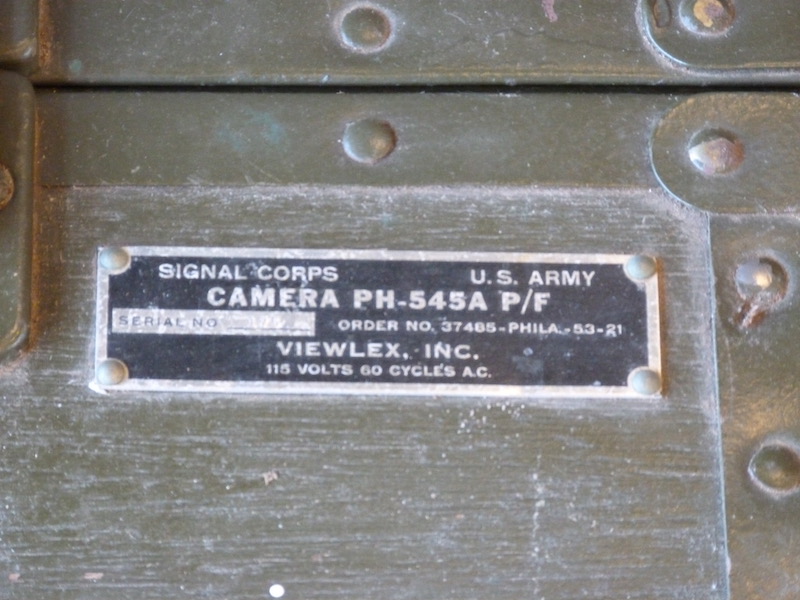 SIGNAL CORPS U.S. ARMY
CAMERA PH-545A P/F
SERIAL NO ORDER NO. 37485-PHILA.-53-21
VIEWLEX, INC.
115 VOLTS 60 CYCLES A.C.